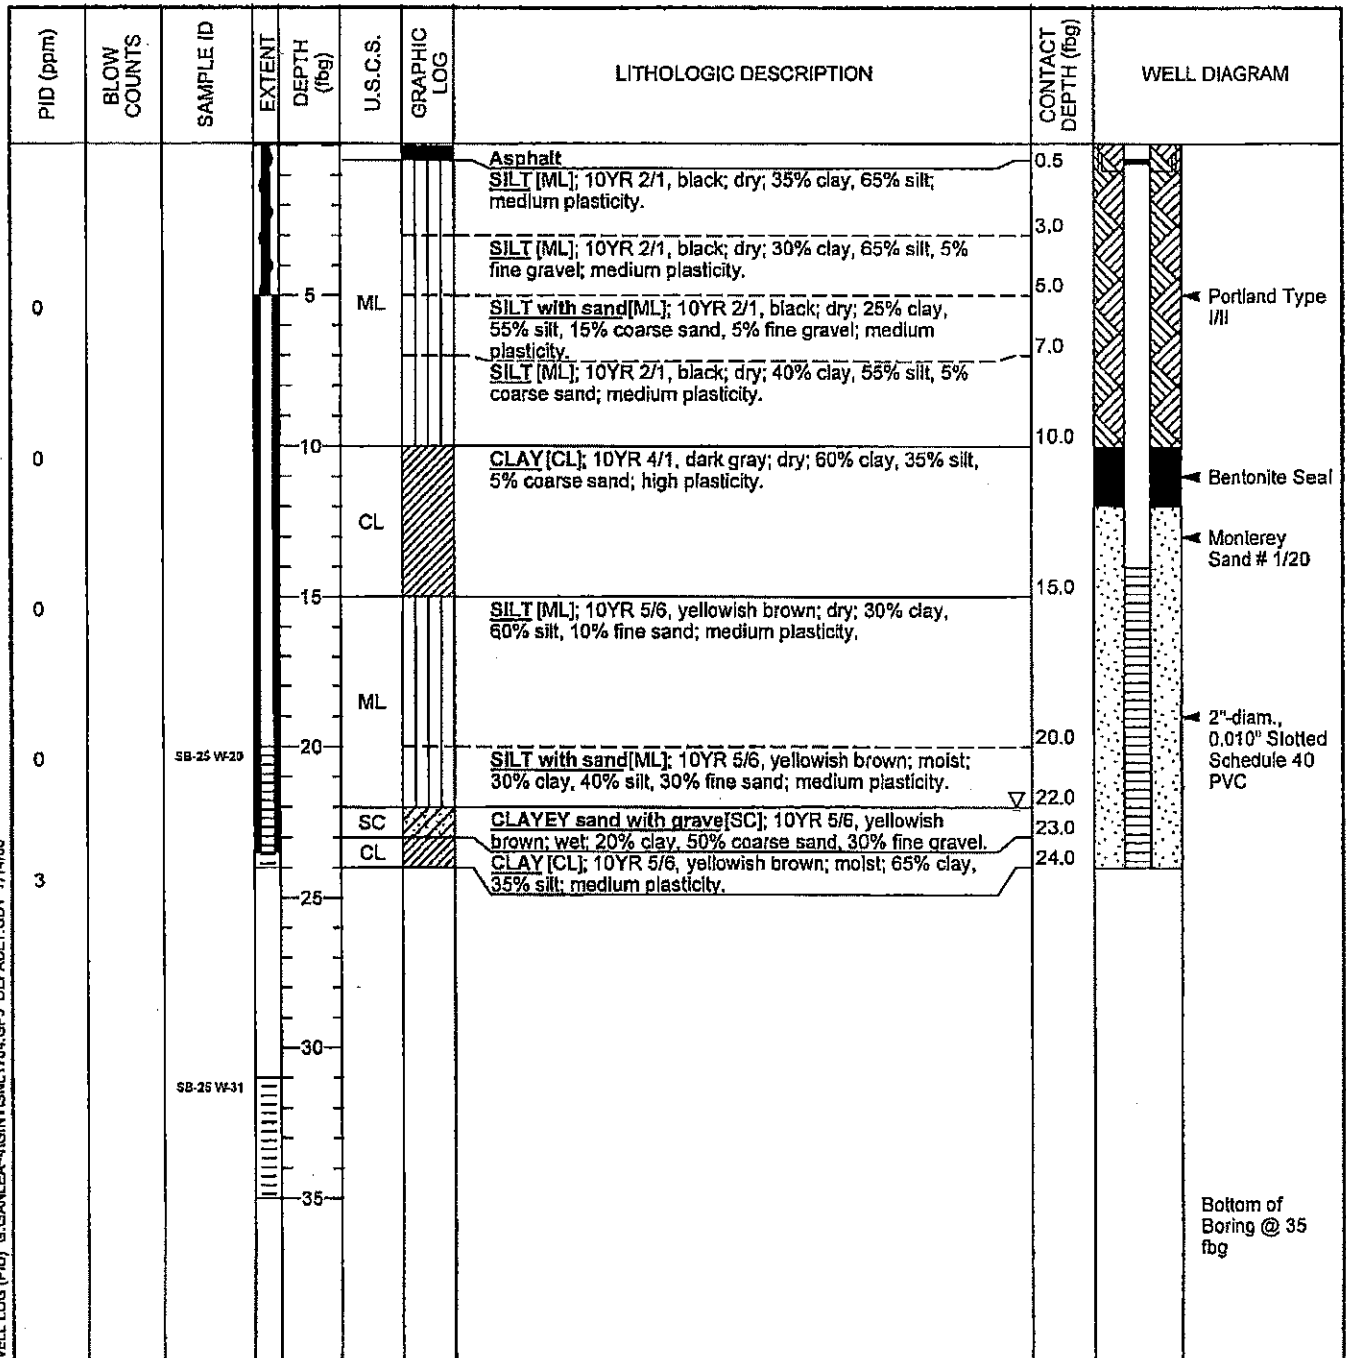 PID (ppm)
BLOW
COUNTS
SAMPLE ID
EXTENT
DEPTH
(fbg)
U.S.C.S.
GRAPHIC
LOG
LITHOLOGIC DESCRIPTION
CONTACT
DEPTH (fbg)
WELL DIAGRAM
Asphalt
0.5
SILT [ML]; 10YR 2/1, black; dry; 35% clay, 65% silt;
medium plasticity.
3.0
SILT [ML]; 10YR 2/1, black; dry; 30% clay, 65% silt, 5%
fine gravel; medium plasticity.
5.0
0
5
ML
SILT with sand[ML]; 10YR 2/1, black; dry; 25% clay,
55% silt, 15% coarse sand, 5% fine gravel; medium
plasticity.
Portland Type
I/II
7.0
SILT [ML]; 10YR 2/1, black; dry; 40% clay, 55% silt, 5%
coarse sand; medium plasticity.
10.0
0
10
CLAY [CL]; 10YR 4/1, dark gray; dry; 60% clay, 35% silt,
5% coarse sand; high plasticity.
Bentonite Seal
CL
Monterey
Sand # 1/20
15.0
0
15
SILT [ML]; 10YR 5/6, yellowish brown; dry; 30% clay,
60% silt, 10% fine sand; medium plasticity.
ML
2"-diam.,
0.010" Slotted
Schedule 40
PVC
20.0
0
SB-25 W-20
20
SILT with sand[ML]; 10YR 5/6, yellowish brown; moist;
30% clay, 40% silt, 30% fine sand; medium plasticity.
22.0
SC
CLAYEY sand with grave[SC]; 10YR 5/6, yellowish
brown; wet; 20% clay, 50% coarse sand, 30% fine gravel.
23.0
CL
CLAY [CL]; 10YR 5/6, yellowish brown; moist; 65% clay,
35% silt; medium plasticity.
24.0
3
25
30
SB-25 W-31
35
Bottom of
Boring @ 35
fbg
WELL LOG (PID)